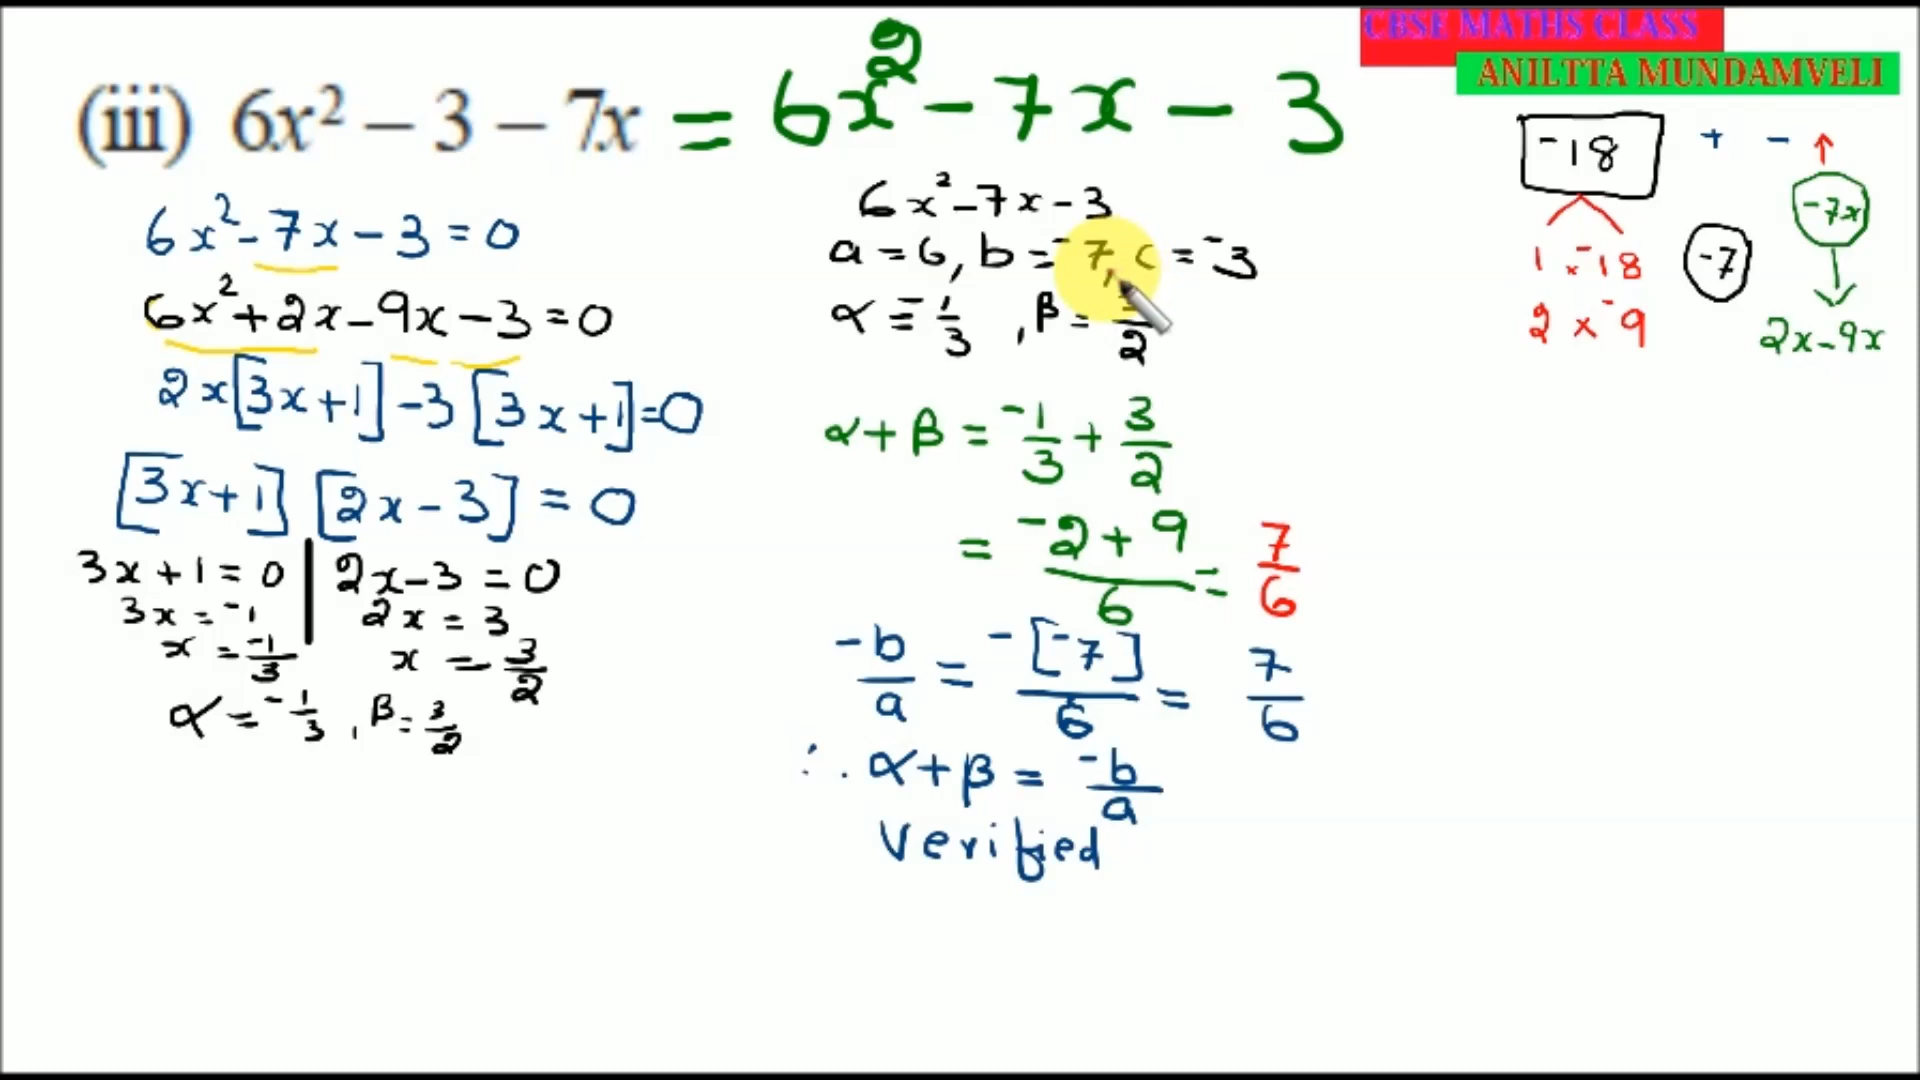 CBSE MATHS CLASS
ANILTTA MUNDAMVELI
(iii) 6x² – 3 – 7x = 6x² – 7x – 3
6x² - 7x - 3 = 0
6x² + 2x - 9x - 3 = 0
2x[3x+1] - 3[3x+1] = 0
[3x+1] [2x-3] = 0
3x+1 = 0 | 2x-3 = 0
3x = -1 2x = 3
x = -1/3 x = 3/2
α = -1/3 , β = 3/2
6x² - 7x - 3
a = 6, b = -7, c = -3
α = -1/3 , β = 3/2
α + β = -1/3 + 3/2
= (-2 + 9)/6 = 7/6
-b/a = -[-7]/6 = 7/6
∴ α + β = -b/a
Verified
-18 + -
-7x
1 × -18 -7
2 × -9
2x - 9x